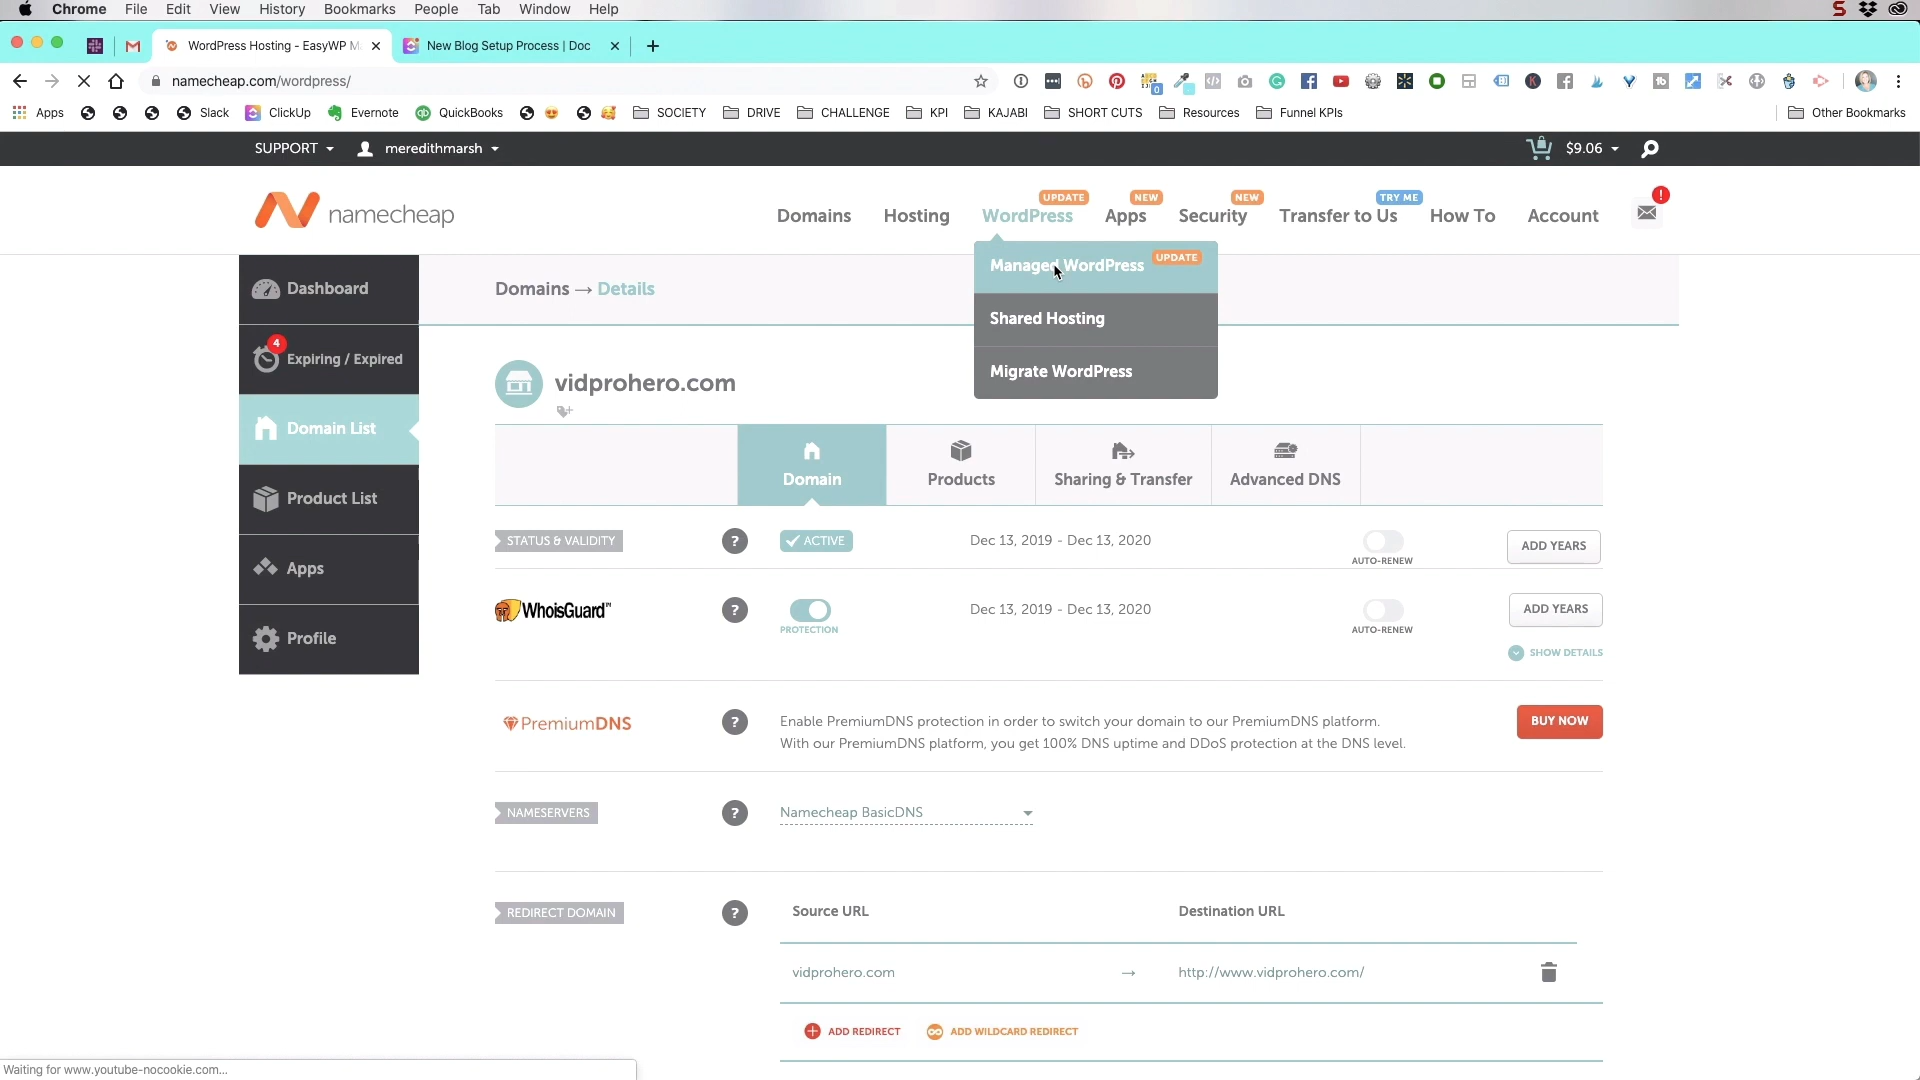 Chrome File Edit View History Bookmarks People Tab Window Help
WordPress Hosting - EasyWP M
New Blog Setup Process | Doc
namecheap.com/wordpress/
Apps Slack ClickUp Evernote QuickBooks SOCIETY DRIVE CHALLENGE KPI KAJABI SHORT CUTS Resources Funnel KPIs Other Bookmarks
SUPPORT meredithmarsh $9.06
UPDATE NEW NEW TRY ME
namecheap Domains Hosting WordPress Apps Security Transfer to Us How To Account
Managed WordPress UPDATE
Shared Hosting
Migrate WordPress
Dashboard
4
Expiring / Expired
Domain List
Product List
Apps
Profile
Domains → Details
vidprohero.com
Domain Products Sharing & Transfer Advanced DNS
STATUS & VALIDITY ? ACTIVE Dec 13, 2019 - Dec 13, 2020 AUTO-RENEW ADD YEARS
WhoisGuard ? PROTECTION Dec 13, 2019 - Dec 13, 2020 AUTO-RENEW ADD YEARS
SHOW DETAILS
PremiumDNS ? Enable PremiumDNS protection in order to switch your domain to our PremiumDNS platform. BUY NOW
With our PremiumDNS platform, you get 100% DNS uptime and DDoS protection at the DNS level.
NAMESERVERS ? Namecheap BasicDNS
REDIRECT DOMAIN ? Source URL Destination URL
vidprohero.com → http://www.vidprohero.com/
ADD REDIRECT ADD WILDCARD REDIRECT
Waiting for www.youtube-nocookie.com...